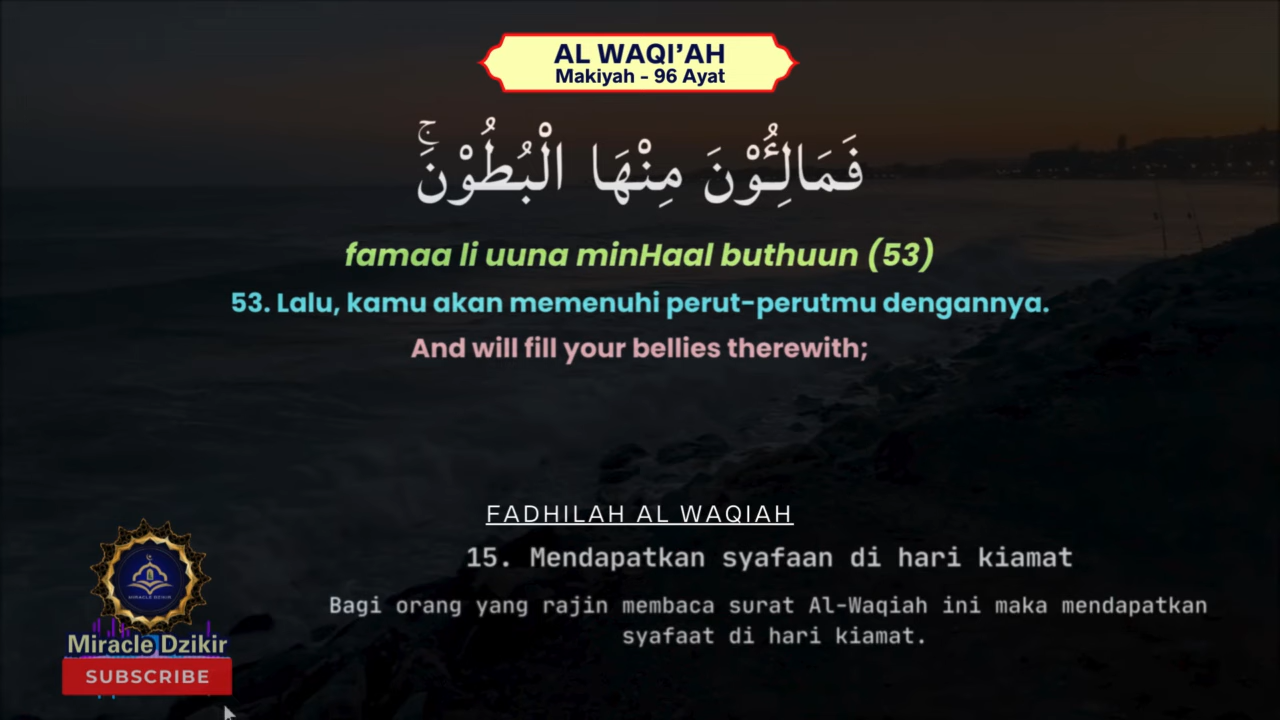 AL WAQI’AH
Makiyah - 96 Ayat
فَمَالِـُٔوْنَ مِنْهَا الْبُطُوْنَۚ
famaa li uuna minHaal buthuun (53)
53. Lalu, kamu akan memenuhi perut-perutmu dengannya.
And will fill your bellies therewith;
FADHILAH AL WAQIAH
15. Mendapatkan syafaan di hari kiamat
Bagi orang yang rajin membaca surat Al-Waqiah ini maka mendapatkan
syafaat di hari kiamat.
MIRACLE DZIKIR
Miracle Dzikir
SUBSCRIBE